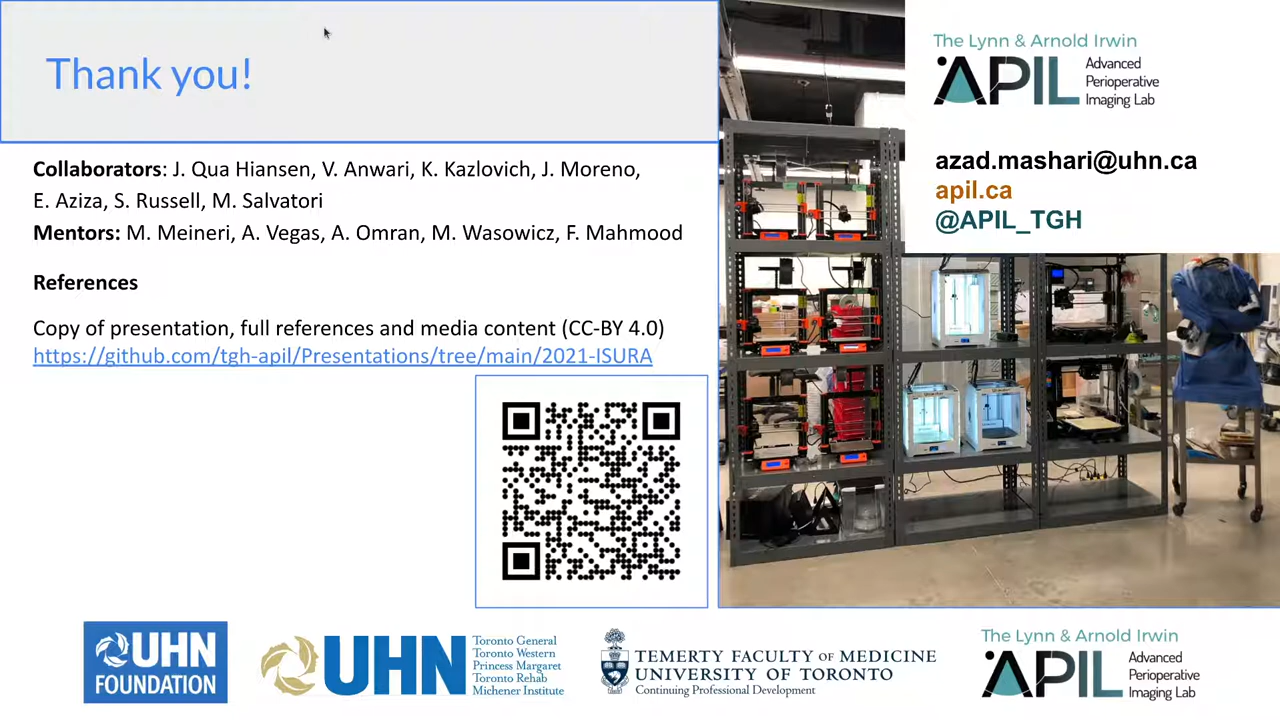 Thank you!
Collaborators: J. Qua Hiansen, V. Anwari, K. Kazlovich, J. Moreno,
E. Aziza, S. Russell, M. Salvatori
Mentors: M. Meineri, A. Vegas, A. Omran, M. Wasowicz, F. Mahmood
References
Copy of presentation, full references and media content (CC-BY 4.0)
https://github.com/tgh-apil/Presentations/tree/main/2021-ISURA
The Lynn & Arnold Irwin
APIL
Advanced
Perioperative
Imaging Lab
azad.mashari@uhn.ca
apil.ca
@APIL_TGH
UHN
FOUNDATION
UHN
Toronto General
Toronto Western
Princess Margaret
Toronto Rehab
Michener Institute
TEMERTY FACULTY OF MEDICINE
UNIVERSITY OF TORONTO
Continuing Professional Development
The Lynn & Arnold Irwin
APIL
Advanced
Perioperative
Imaging Lab